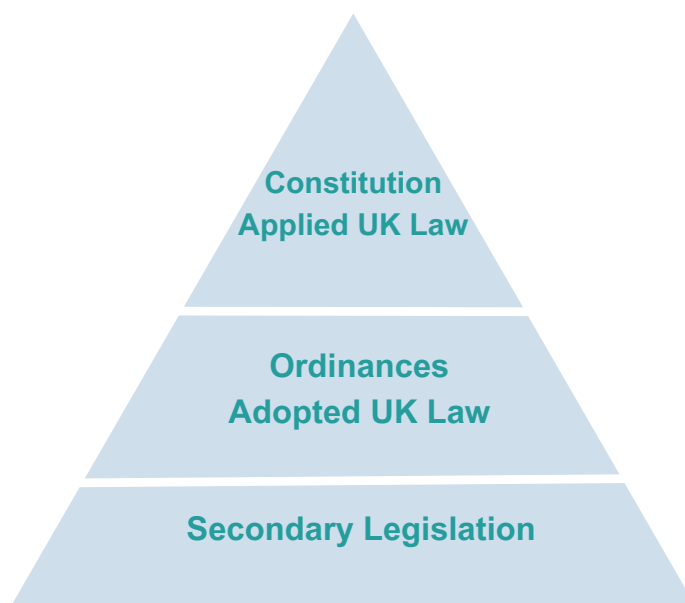 Constitution
Applied UK Law
Ordinances
Adopted UK Law
Secondary Legislation